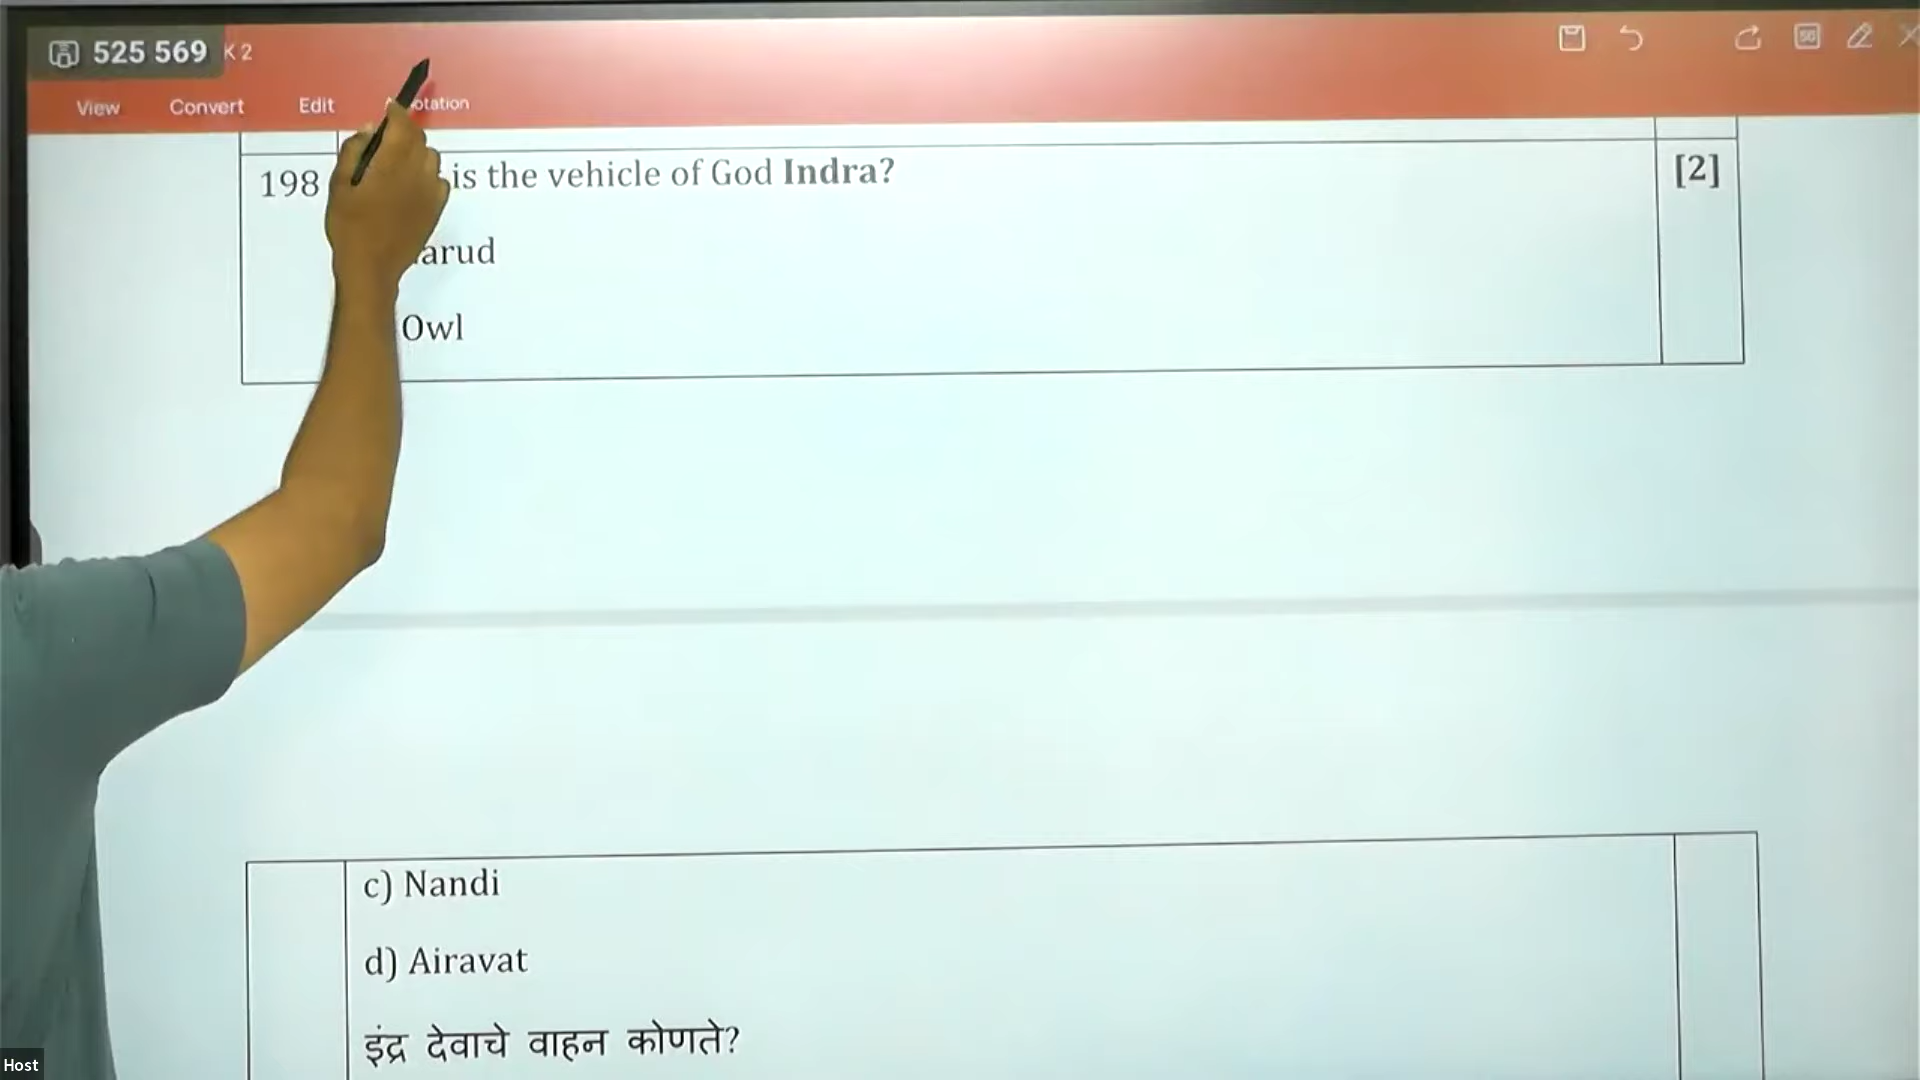 525 569 K 2
View Convert Edit
198 is the vehicle of God Indra? [2]
arud
Owl
c) Nandi
d) Airavat
इंद्र देवाचे वाहन कोणते?
Host